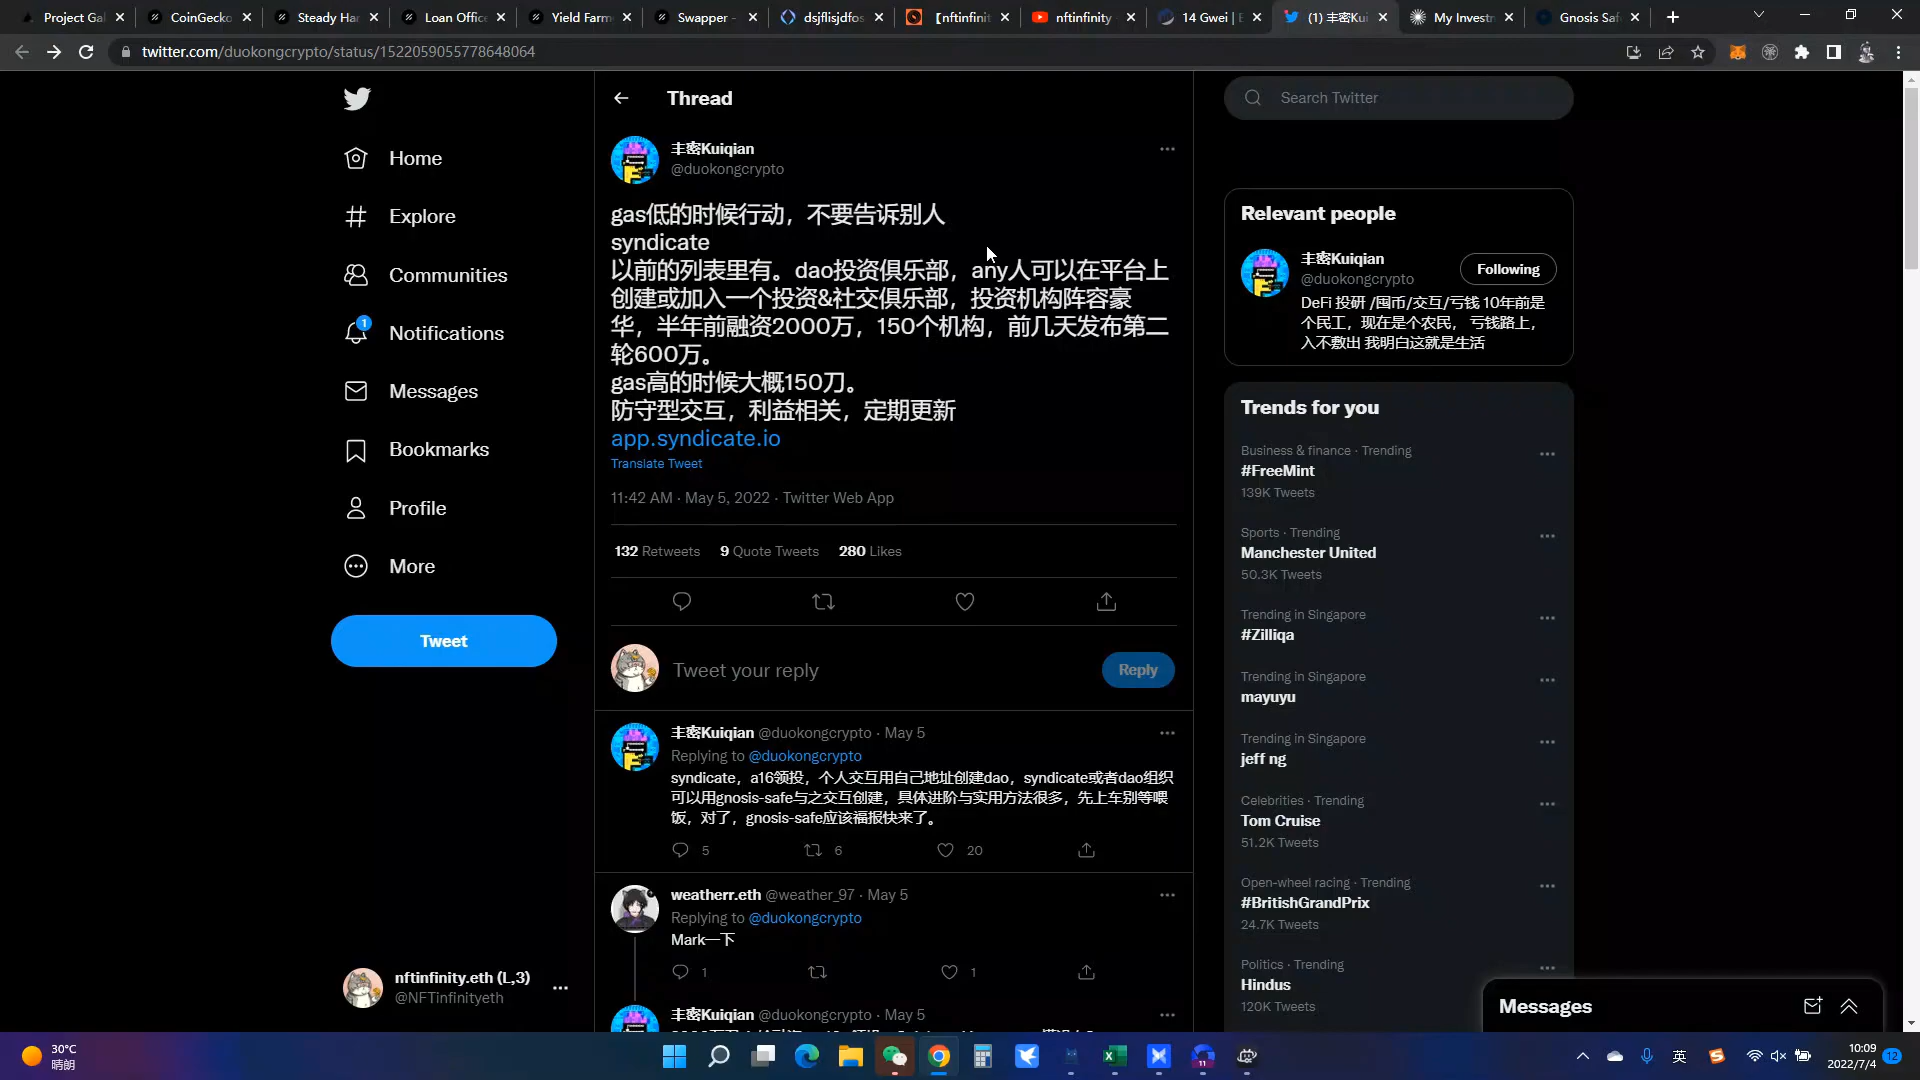 Project Gal
CoinGecko
Steady Har
Loan Office
Yield Farm
Swapper -
dsjflisjdfos
【nftinfinit
nftinfinity
14 Gwei | E
(1) 丰密Kui
My Investm
Gnosis Safe
twitter.com/duokongcrypto/status/1522059055778648064
Home
Explore
Communities
1
Notifications
Messages
Bookmarks
Profile
More
Tweet
nftinfinity.eth (L,3)
@NFTinfinityeth
Thread
丰密Kuiqian
@duokongcrypto
gas低的时候行动，不要告诉别人
syndicate
以前的列表里有。dao投资俱乐部，any人可以在平台上
创建或加入一个投资&社交俱乐部，投资机构阵容豪
华，半年前融资2000万，150个机构，前几天发布第二
轮600万。
gas高的时候大概150刀。
防守型交互，利益相关，定期更新
app.syndicate.io
Translate Tweet
11:42 AM · May 5, 2022 · Twitter Web App
132 Retweets 9 Quote Tweets 280 Likes
Tweet your reply
Reply
丰密Kuiqian @duokongcrypto · May 5
Replying to @duokongcrypto
syndicate，a16领投，个人交互用自己地址创建dao，syndicate或者dao组织
可以用gnosis-safe与之交互创建，具体进阶与实用方法很多，先上车别等喂
饭，对了，gnosis-safe应该福报快来了。
5 6 20
weatherr.eth @weather_97 · May 5
Replying to @duokongcrypto
Mark一下
1 1
丰密Kuiqian @duokongcrypto · May 5
Search Twitter
Relevant people
丰密Kuiqian
@duokongcrypto
Following
DeFi 投研 /囤币/交互/亏钱 10年前是
个民工，现在是个农民， 亏钱路上，
入不敷出 我明白这就是生活
Trends for you
Business & finance · Trending
#FreeMint
139K Tweets
Sports · Trending
Manchester United
50.3K Tweets
Trending in Singapore
#Zilliqa
Trending in Singapore
mayuyu
Trending in Singapore
jeff ng
Celebrities · Trending
Tom Cruise
51.2K Tweets
Open-wheel racing · Trending
#BritishGrandPrix
24.7K Tweets
Politics · Trending
Hindus
120K Tweets
Messages
30°C
晴朗
11
英
10:09
2022/7/4
12